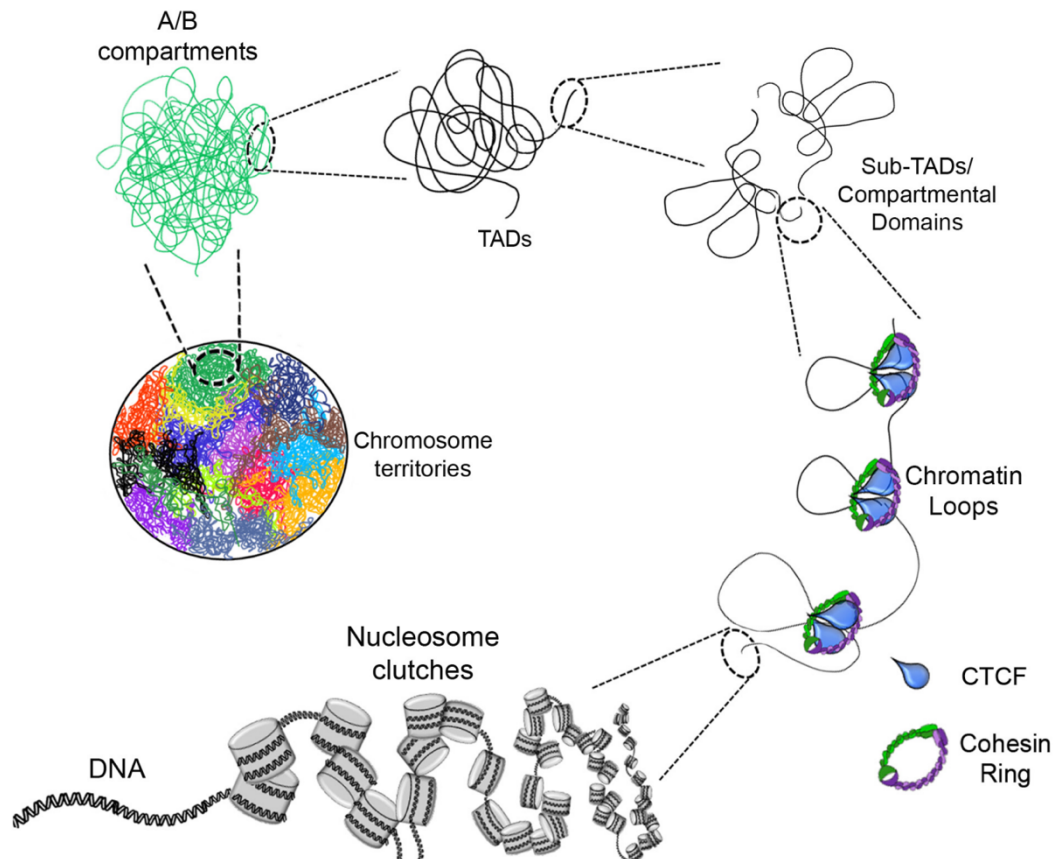 A/B
compartments
TADs
Sub-TADs/
Compartmental
Domains
Chromosome
territories
Chromatin
Loops
Nucleosome
clutches
CTCF
DNA
Cohesin
Ring